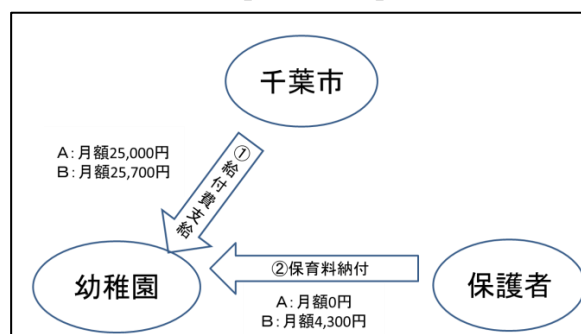 千葉市
A：月額25,000円
B：月額25,700円
①給付費支給
幼稚園
②保育料納付
保護者
A：月額0円
B：月額4,300円